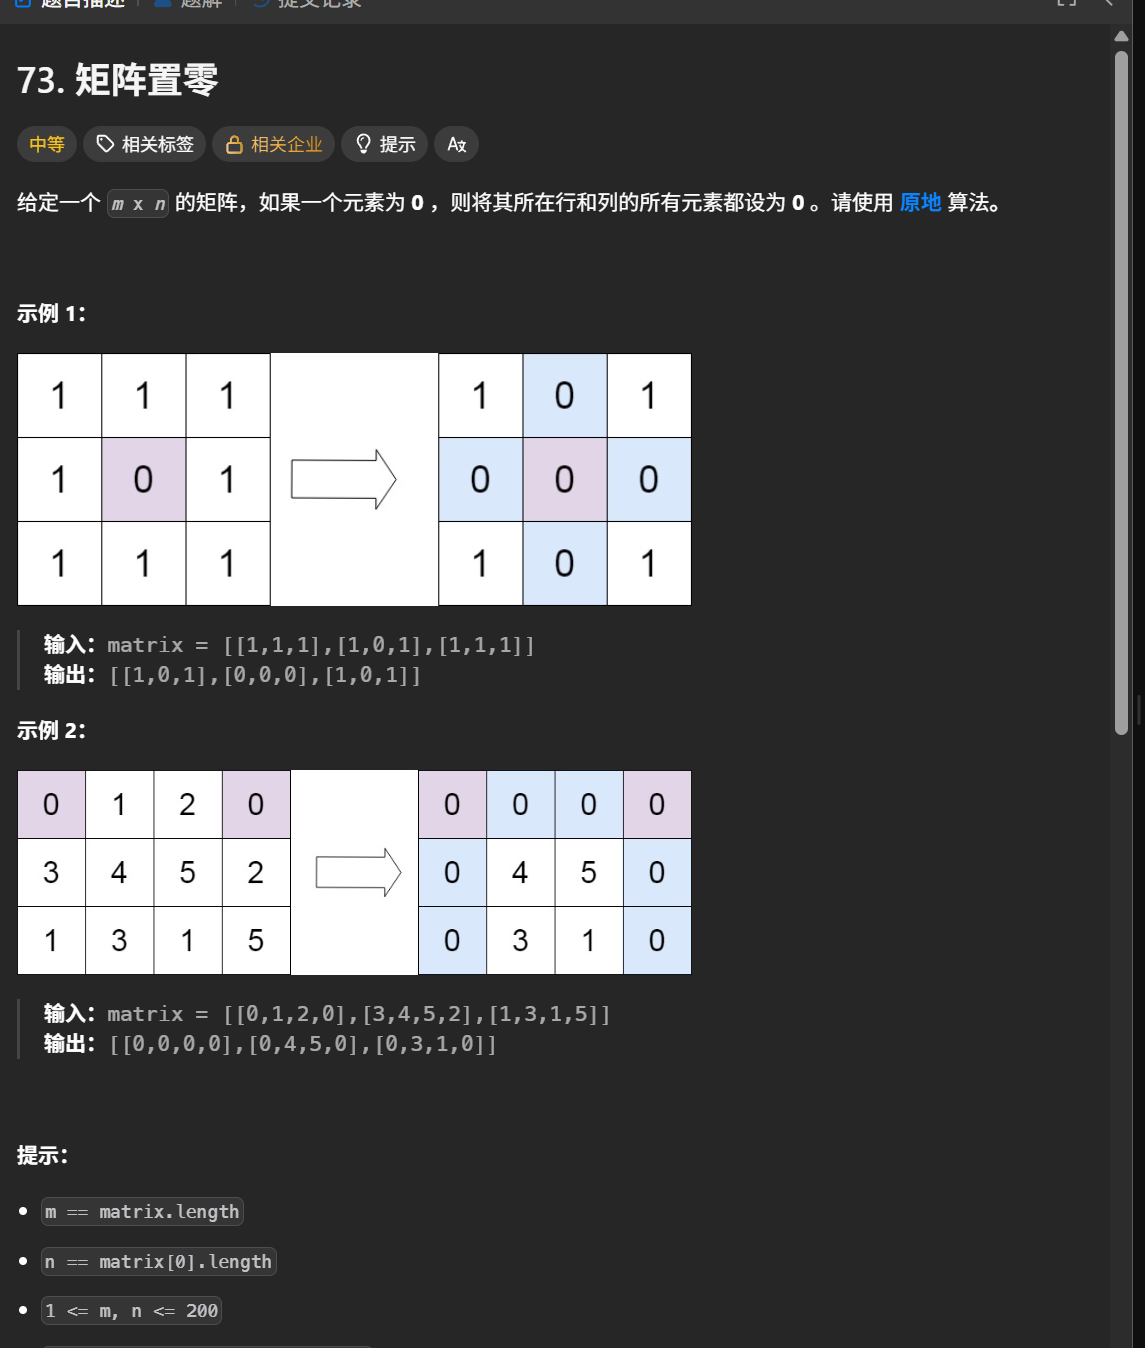 题目描述 题解 提交记录
73. 矩阵置零
中等 相关标签 相关企业 提示
给定一个 m x n 的矩阵，如果一个元素为 0 ，则将其所在行和列的所有元素都设为 0 。请使用 原地 算法。
示例 1：
1 1 1 1 0 1
1 0 1 0 0 0
1 1 1 1 0 1
输入：matrix = [[1,1,1],[1,0,1],[1,1,1]]
输出：[[1,0,1],[0,0,0],[1,0,1]]
示例 2：
0 1 2 0 0 0 0 0
3 4 5 2 0 4 5 0
1 3 1 5 0 3 1 0
输入：matrix = [[0,1,2,0],[3,4,5,2],[1,3,1,5]]
输出：[[0,0,0,0],[0,4,5,0],[0,3,1,0]]
提示：
m == matrix.length
n == matrix[0].length
1 <= m, n <= 200